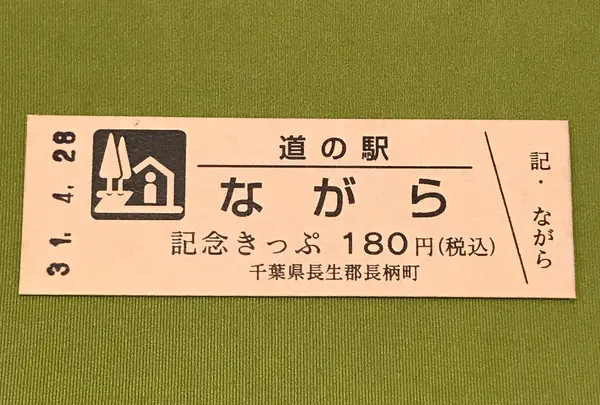 31.4.28
道の駅
ながら
記念きっぷ 180円(税込)
千葉県長生郡長柄町
記・ながら